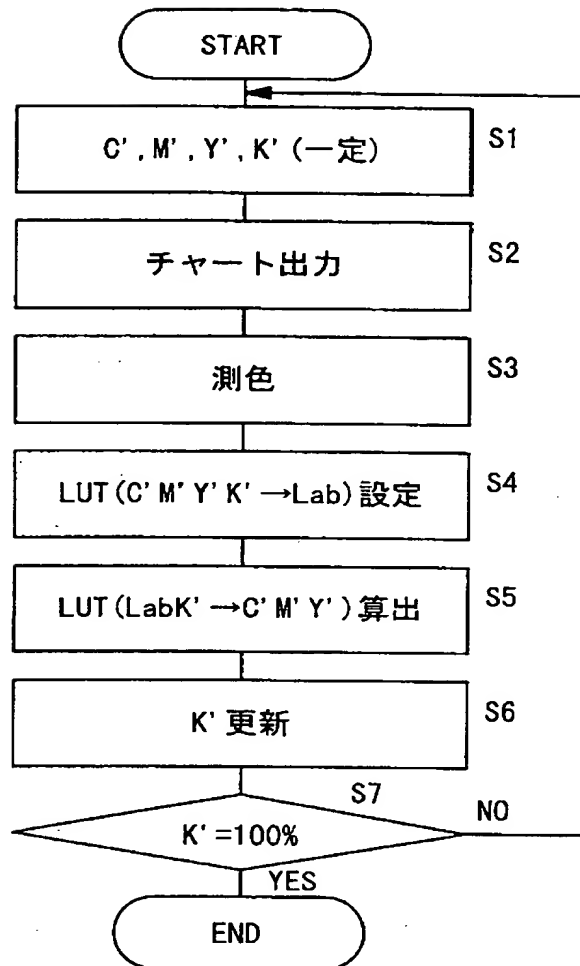 START
C',M',Y',K'(一定)
S1
チャート出力
S2
測色
S3
LUT(C'M'Y'K'→Lab)設定
S4
LUT(LabK'→C'M'Y')算出
S5
K'更新
S6
S7
K'=100%
NO
YES
END